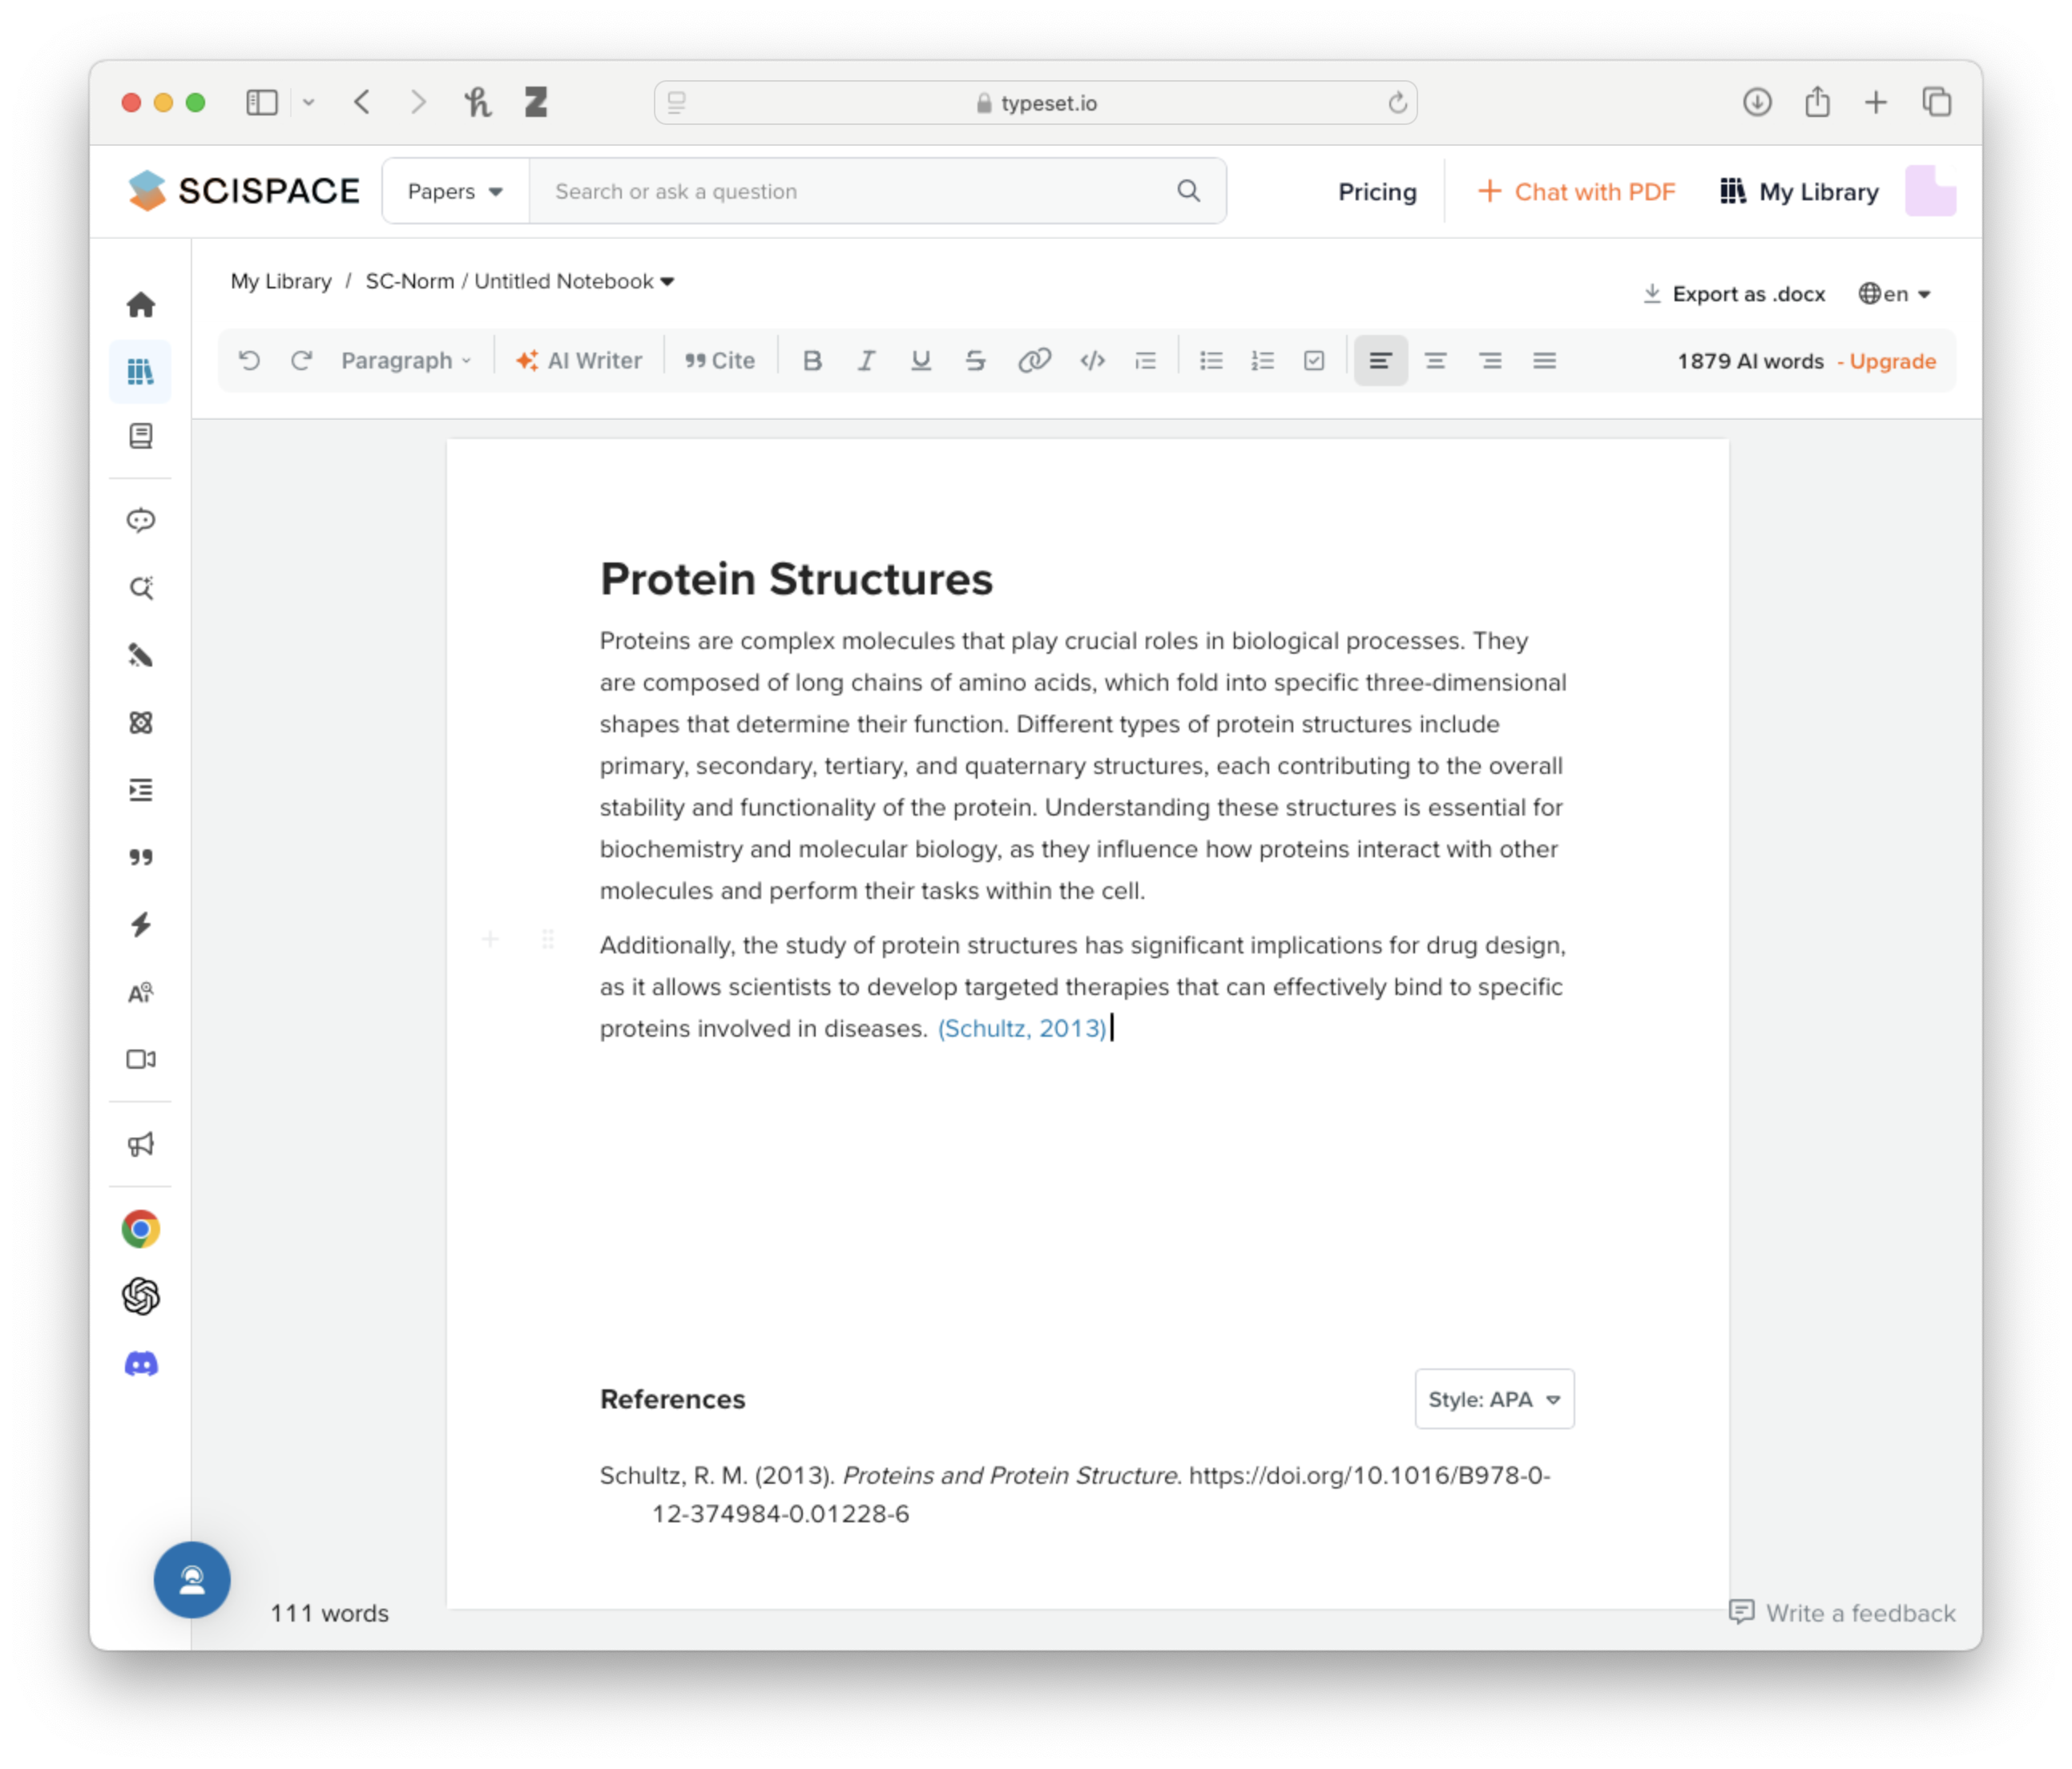 typeset.io
SCISPACE
Papers
Search or ask a question
Pricing
+ Chat with PDF
My Library
My Library / SC-Norm / Untitled Notebook
Export as .docx
en
Paragraph
AI Writer
Cite
B I U S </>
1879 AI words - Upgrade
Protein Structures
Proteins are complex molecules that play crucial roles in biological processes. They
are composed of long chains of amino acids, which fold into specific three-dimensional
shapes that determine their function. Different types of protein structures include
primary, secondary, tertiary, and quaternary structures, each contributing to the overall
stability and functionality of the protein. Understanding these structures is essential for
biochemistry and molecular biology, as they influence how proteins interact with other
molecules and perform their tasks within the cell.
Additionally, the study of protein structures has significant implications for drug design,
as it allows scientists to develop targeted therapies that can effectively bind to specific
proteins involved in diseases. (Schultz, 2013)
References
Style: APA
Schultz, R. M. (2013). Proteins and Protein Structure. https://doi.org/10.1016/B978-0-
12-374984-0.01228-6
111 words
Write a feedback